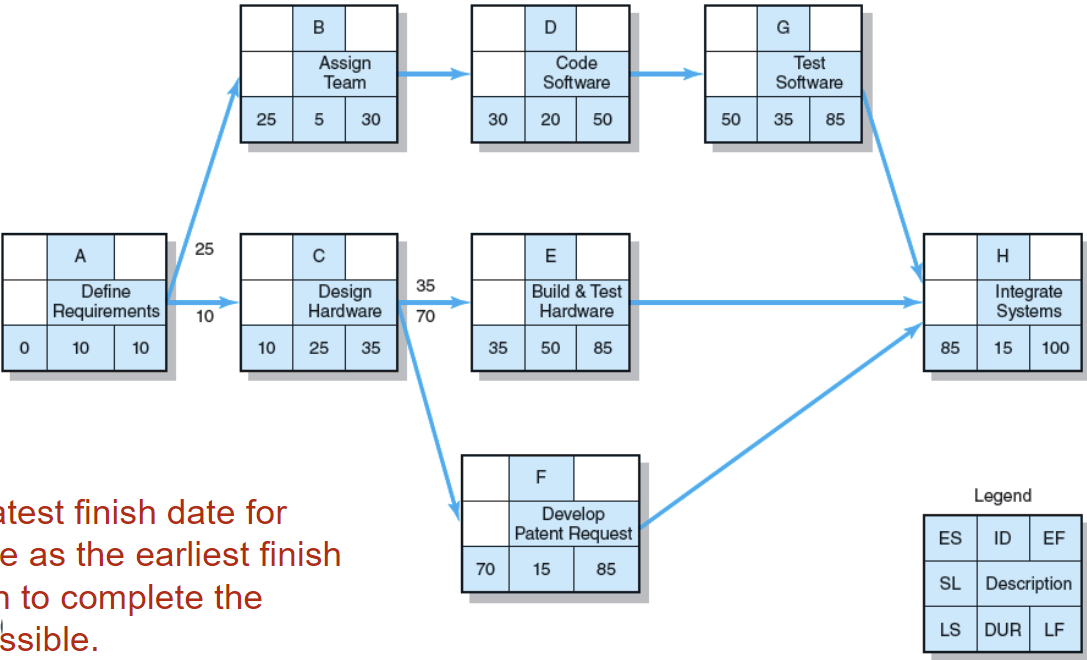 B
Assign
Team
25 5 30
D
Code
Software
30 20 50
G
Test
Software
50 35 85
A
Define
Requirements
0 10 10
25
10
C
Design
Hardware
10 25 35
35
70
E
Build & Test
Hardware
35 50 85
H
Integrate
Systems
85 15 100
F
Develop
Patent Request
70 15 85
atest finish date for
e as the earliest finish
to complete the
ssible.
Legend
ES ID EF
SL Description
LS DUR LF